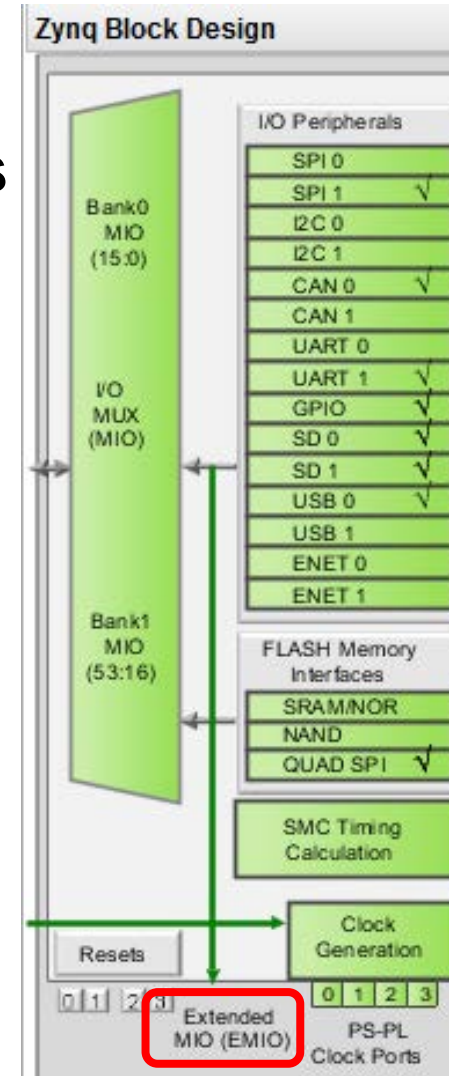 Zynq Block Design
s
Bank0
MIO
(15:0)
I/O
MUX
(MIO)
Bank1
MIO
(53:16)
I/O Peripherals
SPI 0
SPI 1 √
I2C 0
I2C 1
CAN 0 √
CAN 1
UART 0
UART 1 √
GPIO √
SD 0 √
SD 1 √
USB 0 √
USB 1
ENET 0
ENET 1
FLASH Memory
Interfaces
SRAM/NOR
NAND
QUAD SPI √
SMC Timing
Calculation
Clock
Generation
Resets
0 1 2 3
Extended
MIO (EMIO)
0 1 2 3
PS-PL
Clock Ports